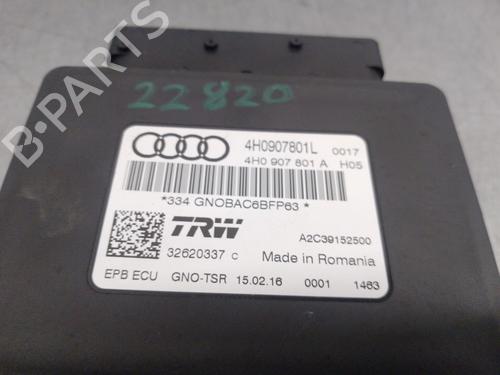 B-PARTS
22820
4H0907801L 0017
4H0 907 801 A H05
*334 GNOBAC6BFP63*
TRW
A2C39152500
32620337 C Made in Romania
EPB ECU GNO-TSR 15.02.16 0001 1463